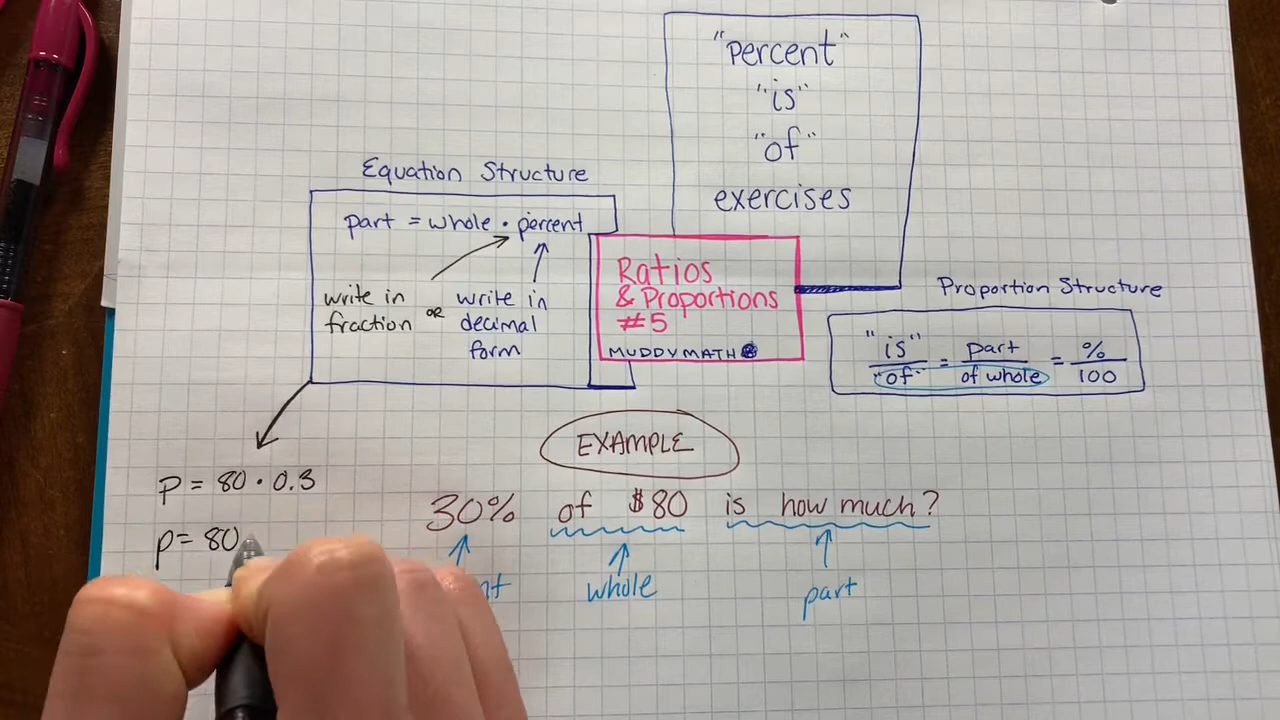 "percent"
"is"
"of"
exercises
Equation Structure
part = whole · percent
write in fraction
OR
write in decimal form
Ratios
& Proportions
#5
MUDDYMATH
Proportion Structure
"is" / "of" = part / of whole = % / 100
EXAMPLE
p = 80 · 0.3
p = 80
30% of $80 is how much?
whole
part